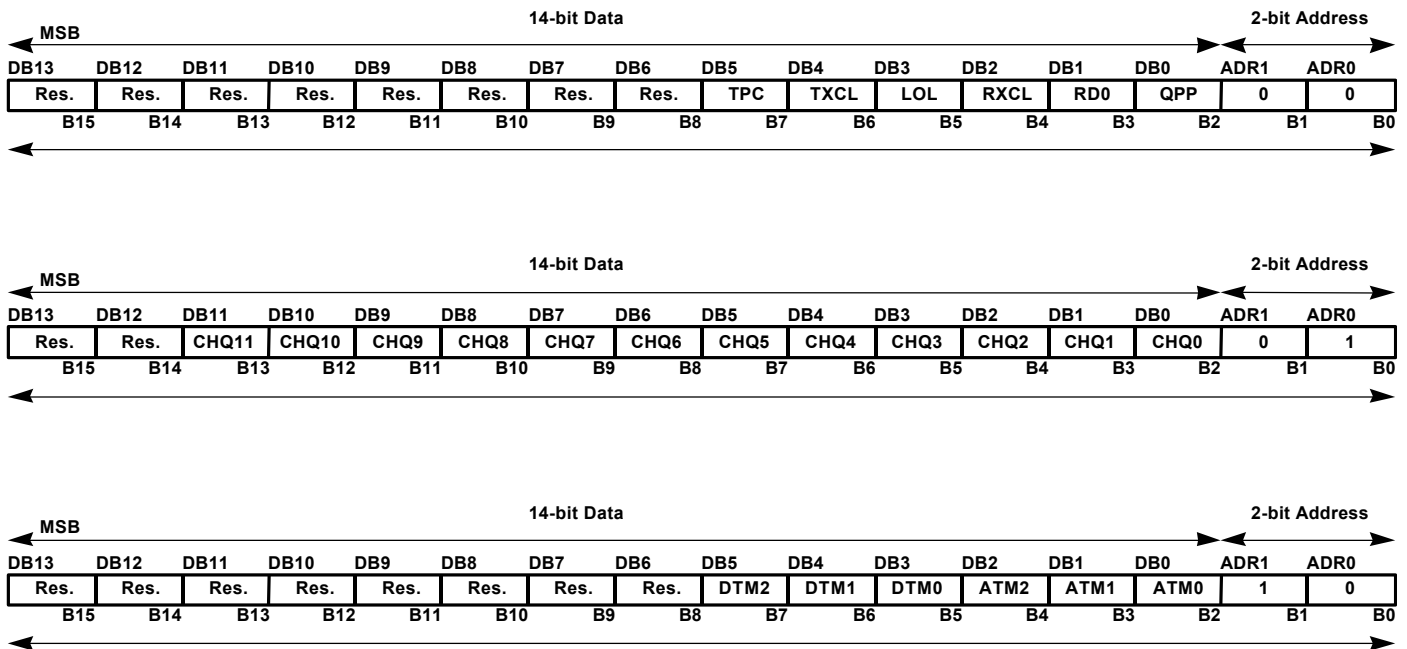 14-bit Data 2-bit Address
MSB
DB13 DB12 DB11 DB10 DB9 DB8 DB7 DB6 DB5 DB4 DB3 DB2 DB1 DB0 ADR1 ADR0
Res. Res. Res. Res. Res. Res. Res. Res. TPC TXCL LOL RXCL RD0 QPP 0 0
B15 B14 B13 B12 B11 B10 B9 B8 B7 B6 B5 B4 B3 B2 B1 B0
14-bit Data 2-bit Address
MSB
DB13 DB12 DB11 DB10 DB9 DB8 DB7 DB6 DB5 DB4 DB3 DB2 DB1 DB0 ADR1 ADR0
Res. Res. CHQ11 CHQ10 CHQ9 CHQ8 CHQ7 CHQ6 CHQ5 CHQ4 CHQ3 CHQ2 CHQ1 CHQ0 0 1
B15 B14 B13 B12 B11 B10 B9 B8 B7 B6 B5 B4 B3 B2 B1 B0
14-bit Data 2-bit Address
MSB
DB13 DB12 DB11 DB10 DB9 DB8 DB7 DB6 DB5 DB4 DB3 DB2 DB1 DB0 ADR1 ADR0
Res. Res. Res. Res. Res. Res. Res. Res. DTM2 DTM1 DTM0 ATM2 ATM1 ATM0 1 0
B15 B14 B13 B12 B11 B10 B9 B8 B7 B6 B5 B4 B3 B2 B1 B0